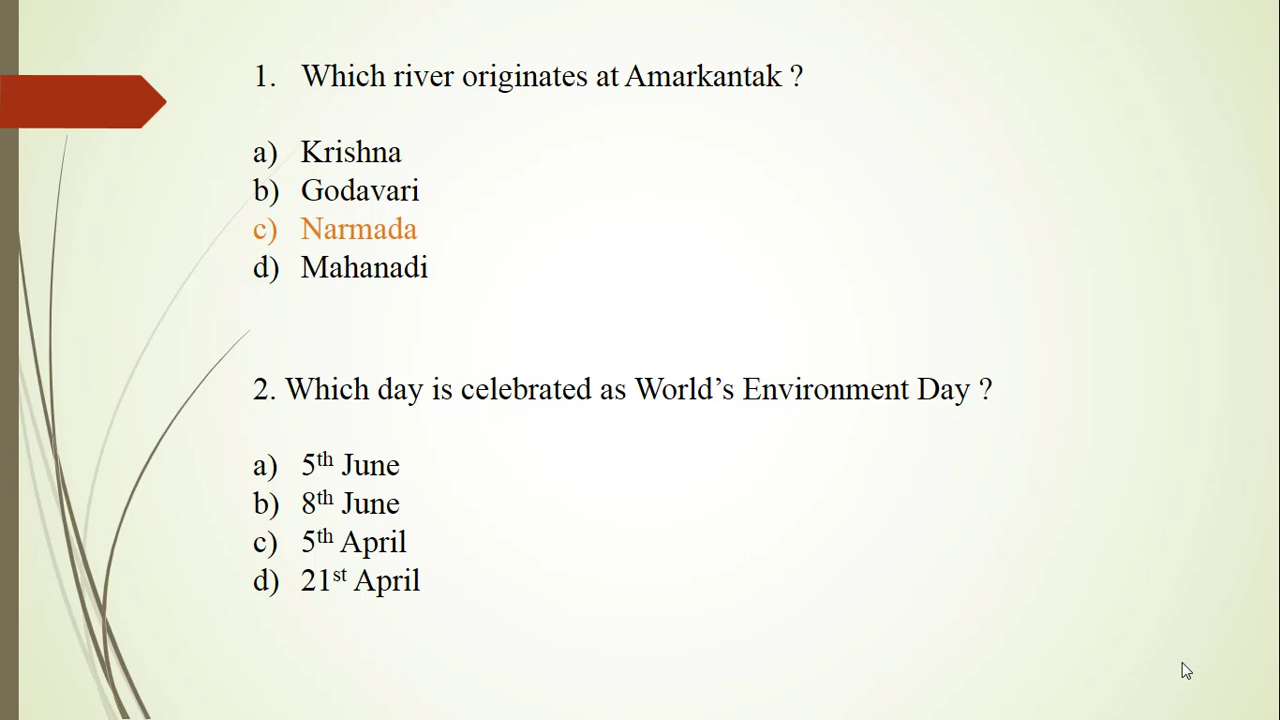 1. Which river originates at Amarkantak ?
a) Krishna
b) Godavari
c) Narmada
d) Mahanadi
2. Which day is celebrated as World’s Environment Day ?
a) 5th June
b) 8th June
c) 5th April
d) 21st April